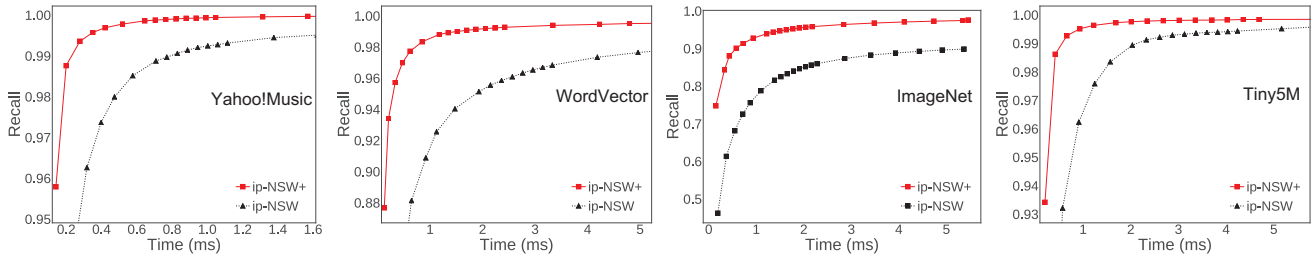 1.00
0.99
0.98
0.97
0.96
0.95
Recall
Yahoo!Music
ip-NSW+
ip-NSW
0.2 0.4 0.6 0.8 1.0 1.2 1.4 1.6
Time (ms)
1.00
0.98
0.96
0.94
0.92
0.90
0.88
Recall
WordVector
ip-NSW+
ip-NSW
1 2 3 4 5
Time (ms)
1.0
0.9
0.8
0.7
0.6
0.5
Recall
ImageNet
ip-NSW+
ip-NSW
0 1 2 3 4 5
Time (ms)
1.00
0.99
0.98
0.97
0.96
0.95
0.94
0.93
Recall
Tiny5M
ip-NSW+
ip-NSW
1 2 3 4 5
Time (ms)